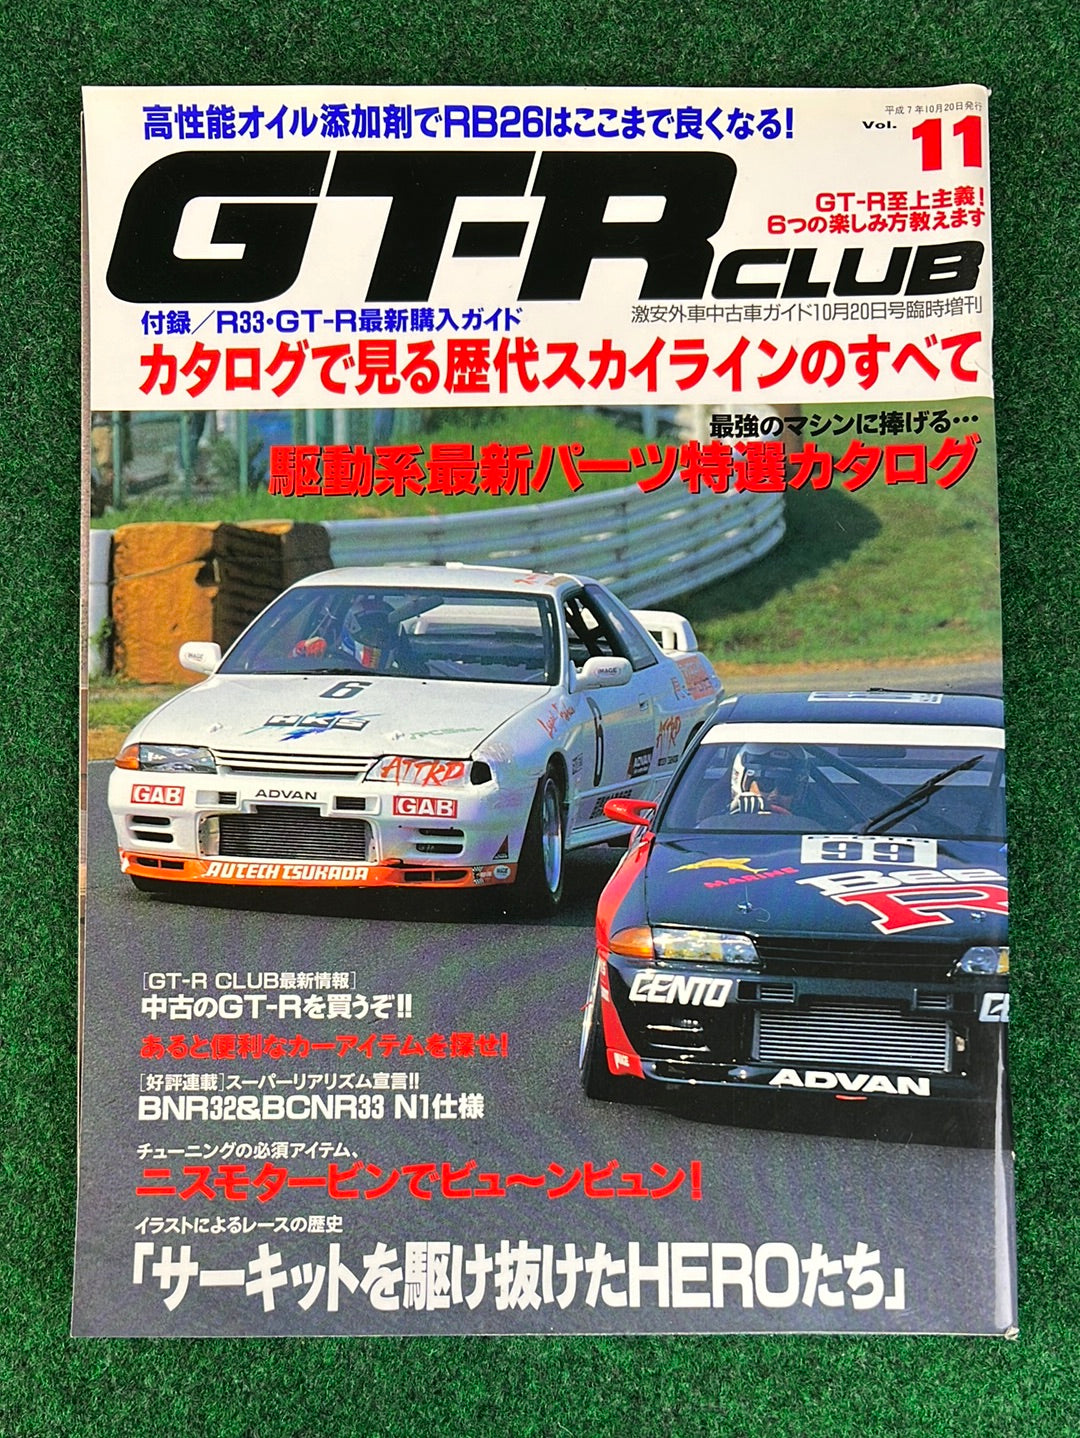 高性能オイル添加剤でRB26はここまで良くなる!
平成7年10月20日発行
Vol. 11
GT-R至上主義!
6つの楽しみ方教えます
GT-R CLUB
激安外車中古車ガイド10月20日号臨時増刊
付録/R33・GT-R最新購入ガイド
カタログで見る歴代スカイラインのすべて
最強のマシンに捧げる…
駆動系最新パーツ特選カタログ
6
HKS
IMAGE
IMAGE
6
ADVAN
ATTKD
ATTKD
GAB
ADVAN
GAB
AUTECH TSUKADA
99
MARINE
Bee
R
CENTO
ADVAN
[GT-R CLUB最新情報]
中古のGT-Rを買うぞ!!
あると便利なカーアイテムを探せ!
[好評連載]スーパーリアリズム宣言!!
BNR32&BCNR33 N1仕様
チューニングの必須アイテム、
ニスモタービンでビュ〜ンビュン!
イラストによるレースの歴史
「サーキットを駆け抜けたHEROたち」